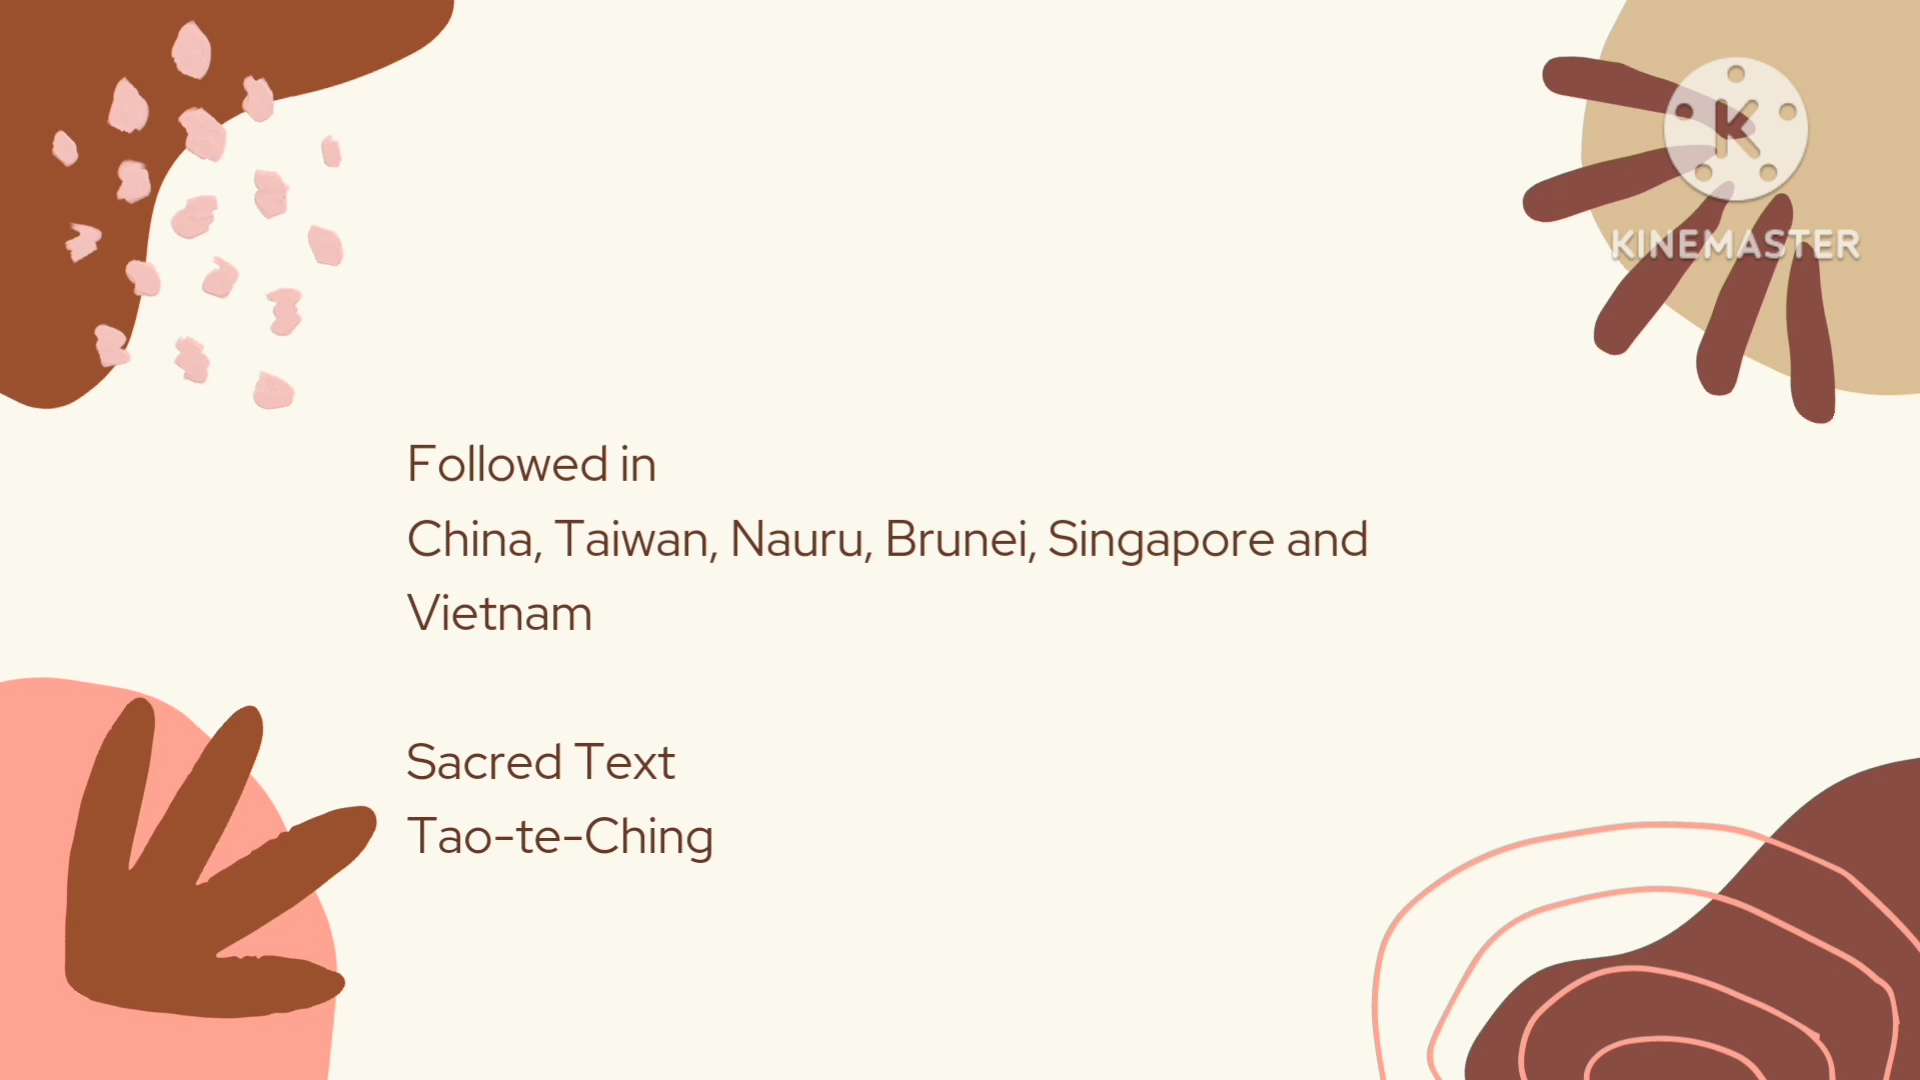 K
KINEMASTER
Followed in
China, Taiwan, Nauru, Brunei, Singapore and
Vietnam
Sacred Text
Tao-te-Ching